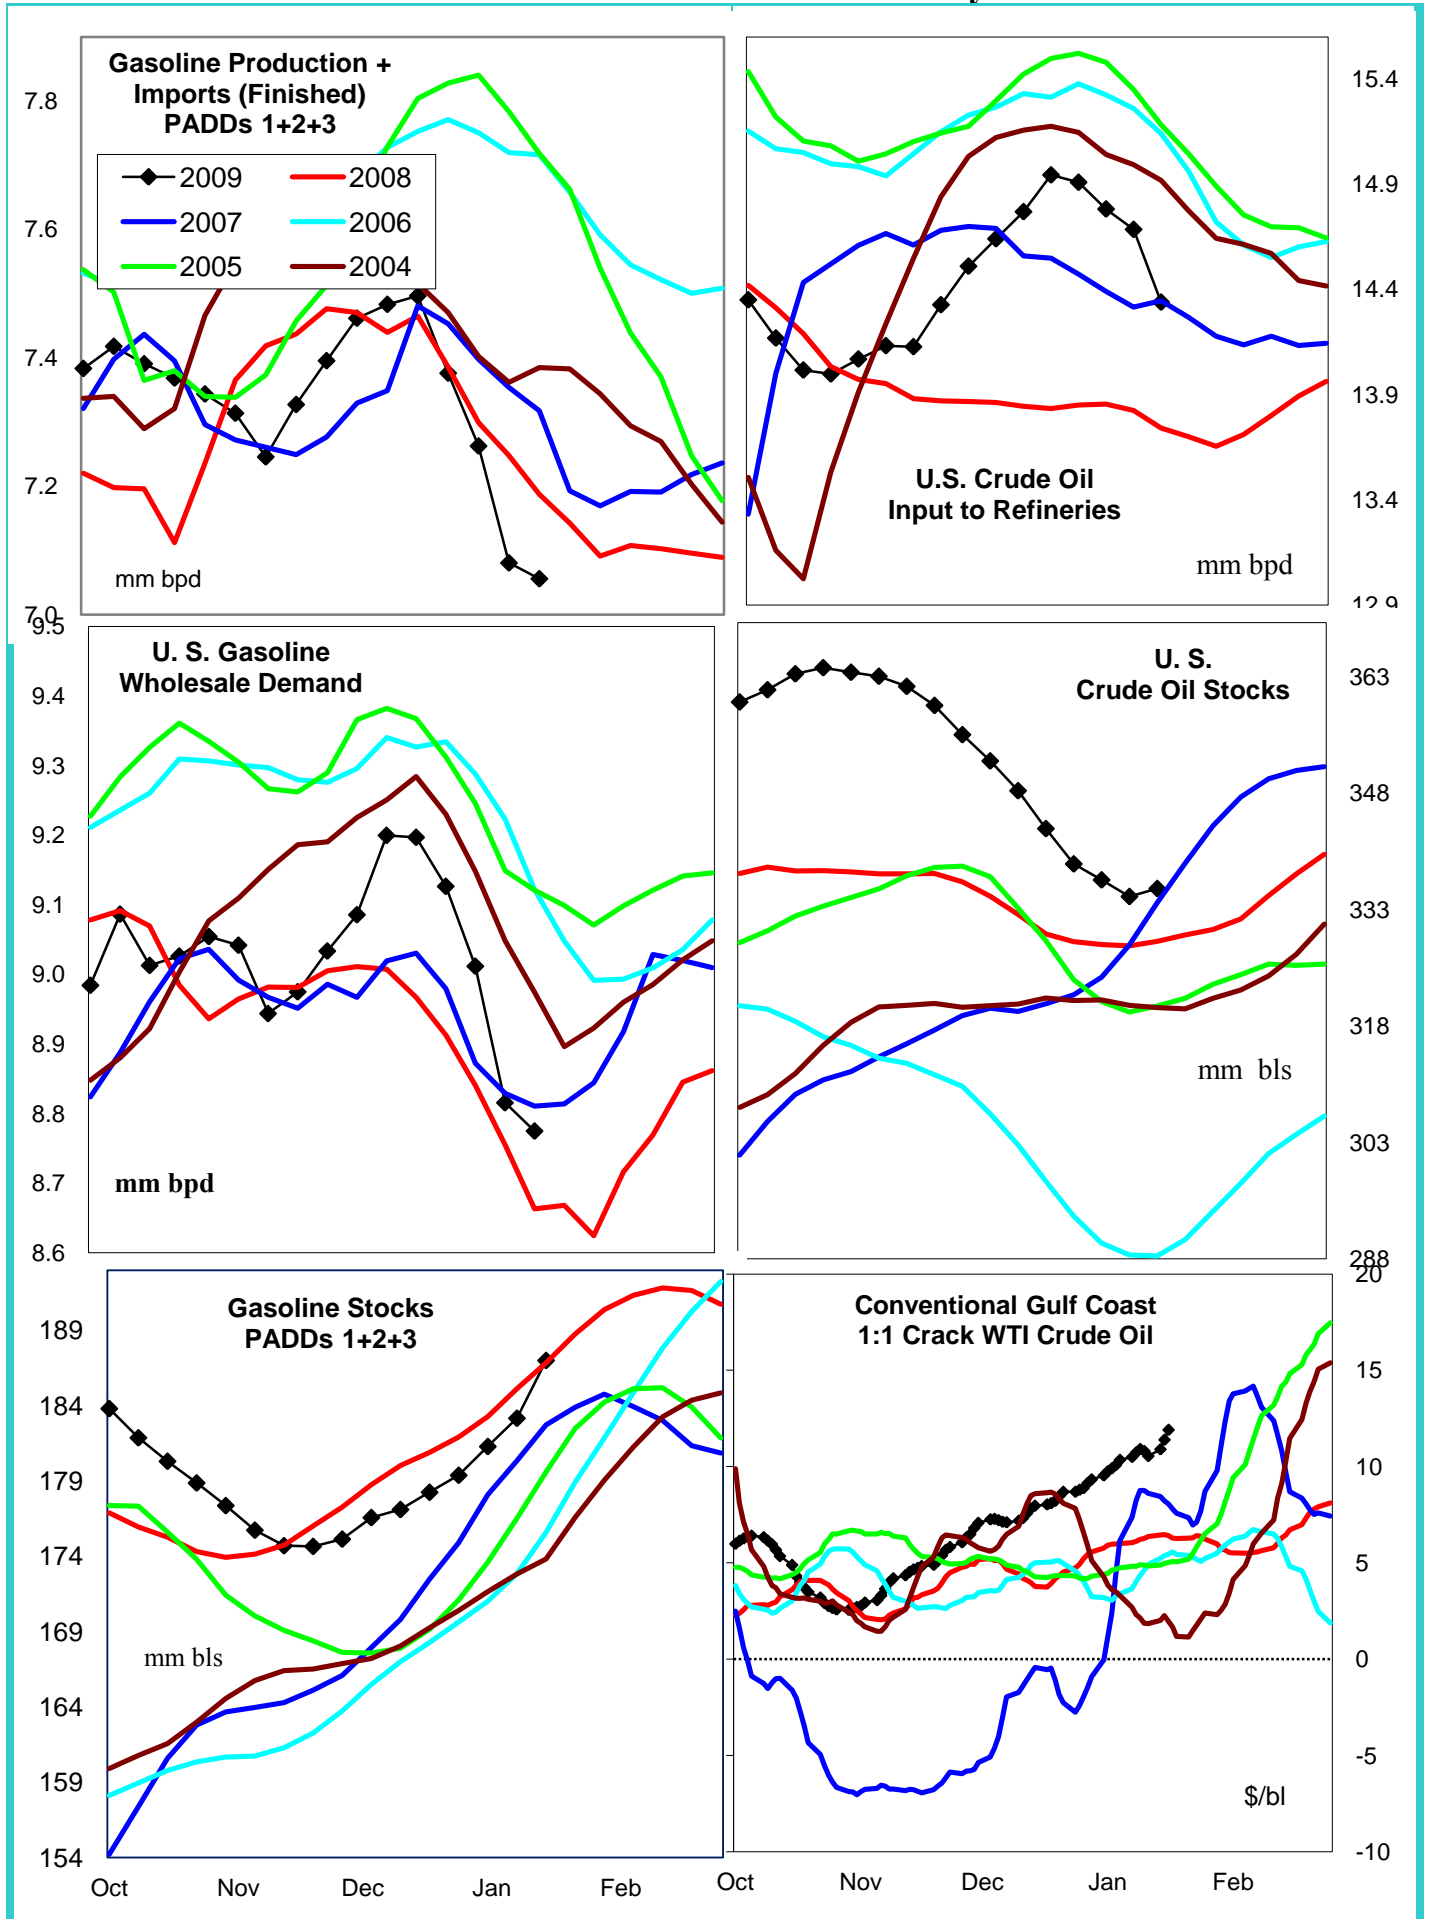 Gasoline Production +
Imports (Finished)
PADDs 1+2+3
2009 2008
2007 2006
2005 2004
7.8
7.6
7.4
7.2
7.0
mm bpd
15.4
14.9
14.4
13.9
13.4
12.9
U.S. Crude Oil
Input to Refineries
mm bpd
U. S. Gasoline
Wholesale Demand
9.5
9.4
9.3
9.2
9.1
9.0
8.9
8.8
8.7
8.6
mm bpd
U. S.
Crude Oil Stocks
363
348
333
318
303
288
mm bls
Gasoline Stocks
PADDs 1+2+3
189
184
179
174
169
164
159
154
mm bls
Oct Nov Dec Jan Feb
Conventional Gulf Coast
1:1 Crack WTI Crude Oil
20
15
10
5
0
-5
-10
$/bl
Oct Nov Dec Jan Feb